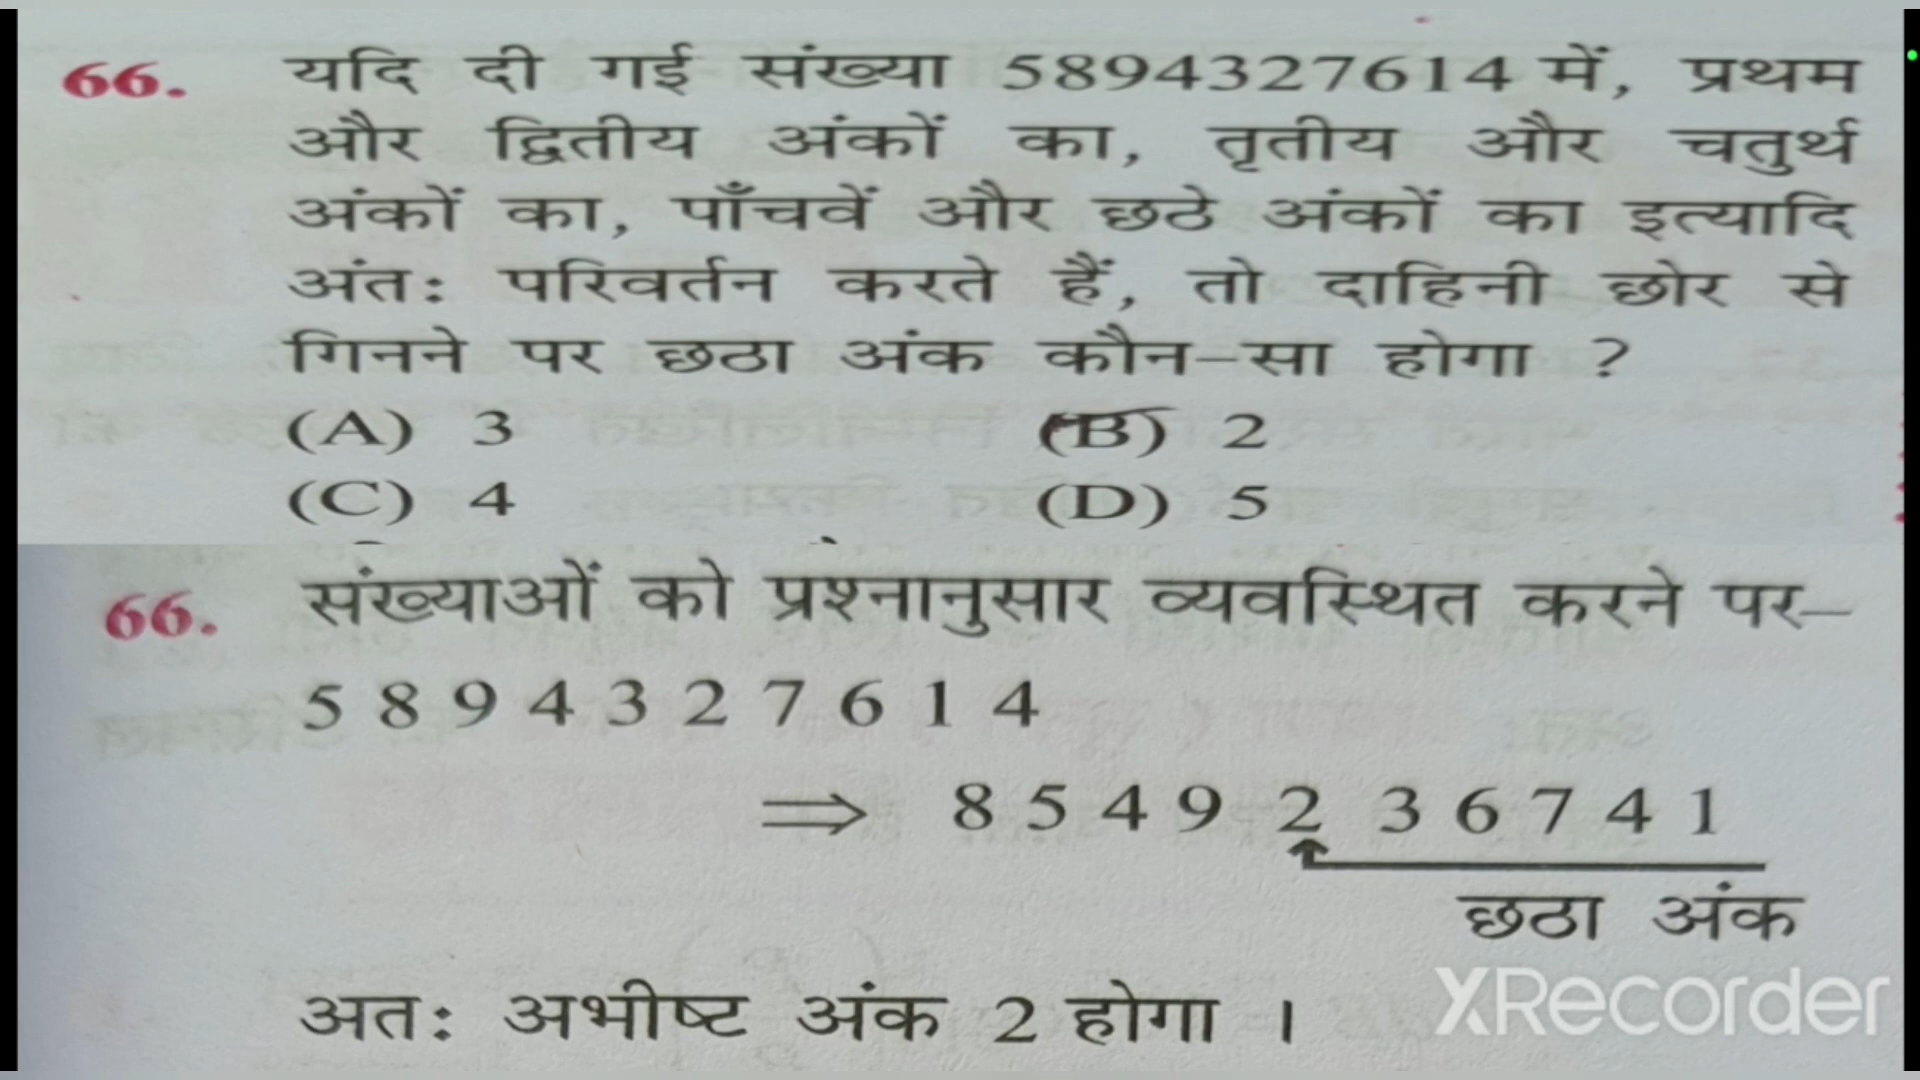 66. यदि दी गई संख्या 5894327614 में, प्रथम
और द्वितीय अंकों का, तृतीय और चतुर्थ
अंकों का, पाँचवें और छठे अंकों का इत्यादि
अंतः परिवर्तन करते हैं, तो दाहिनी छोर से
गिनने पर छठा अंक कौन-सा होगा ?
(A) 3 (B) 2
(C) 4 (D) 5
66. संख्याओं को प्रश्नानुसार व्यवस्थित करने पर–
5 8 9 4 3 2 7 6 1 4
⇒ 8 5 4 9 2 3 6 7 4 1
छठा अंक
अतः अभीष्ट अंक 2 होगा ।
XRecorder